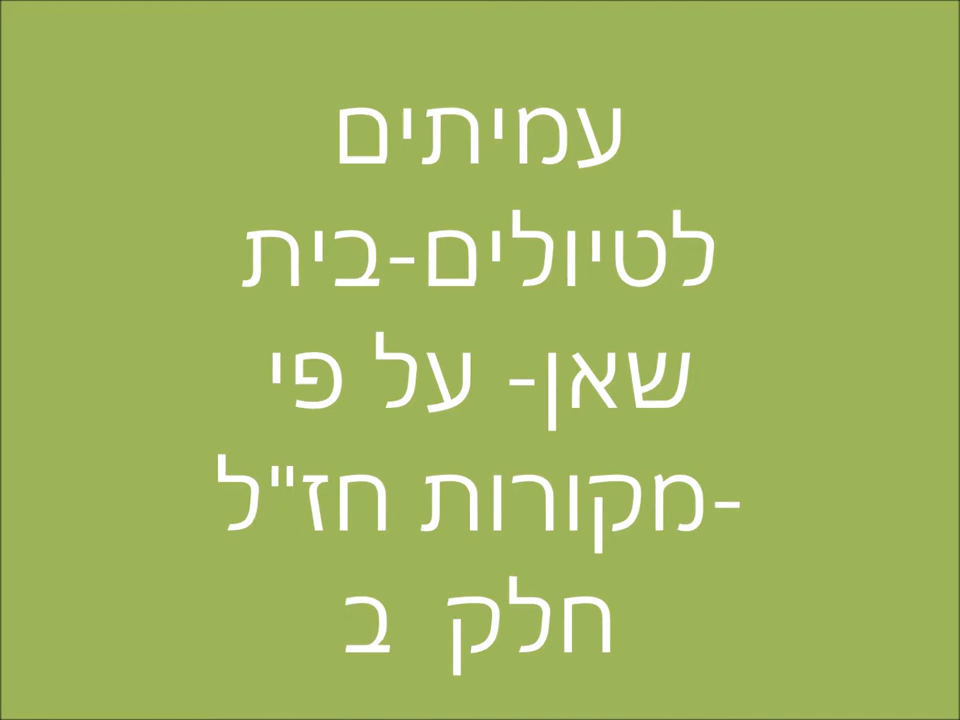 עמיתים
לטיולים-בית
שאן- על פי
-מקורות חז"ל
חלק ב